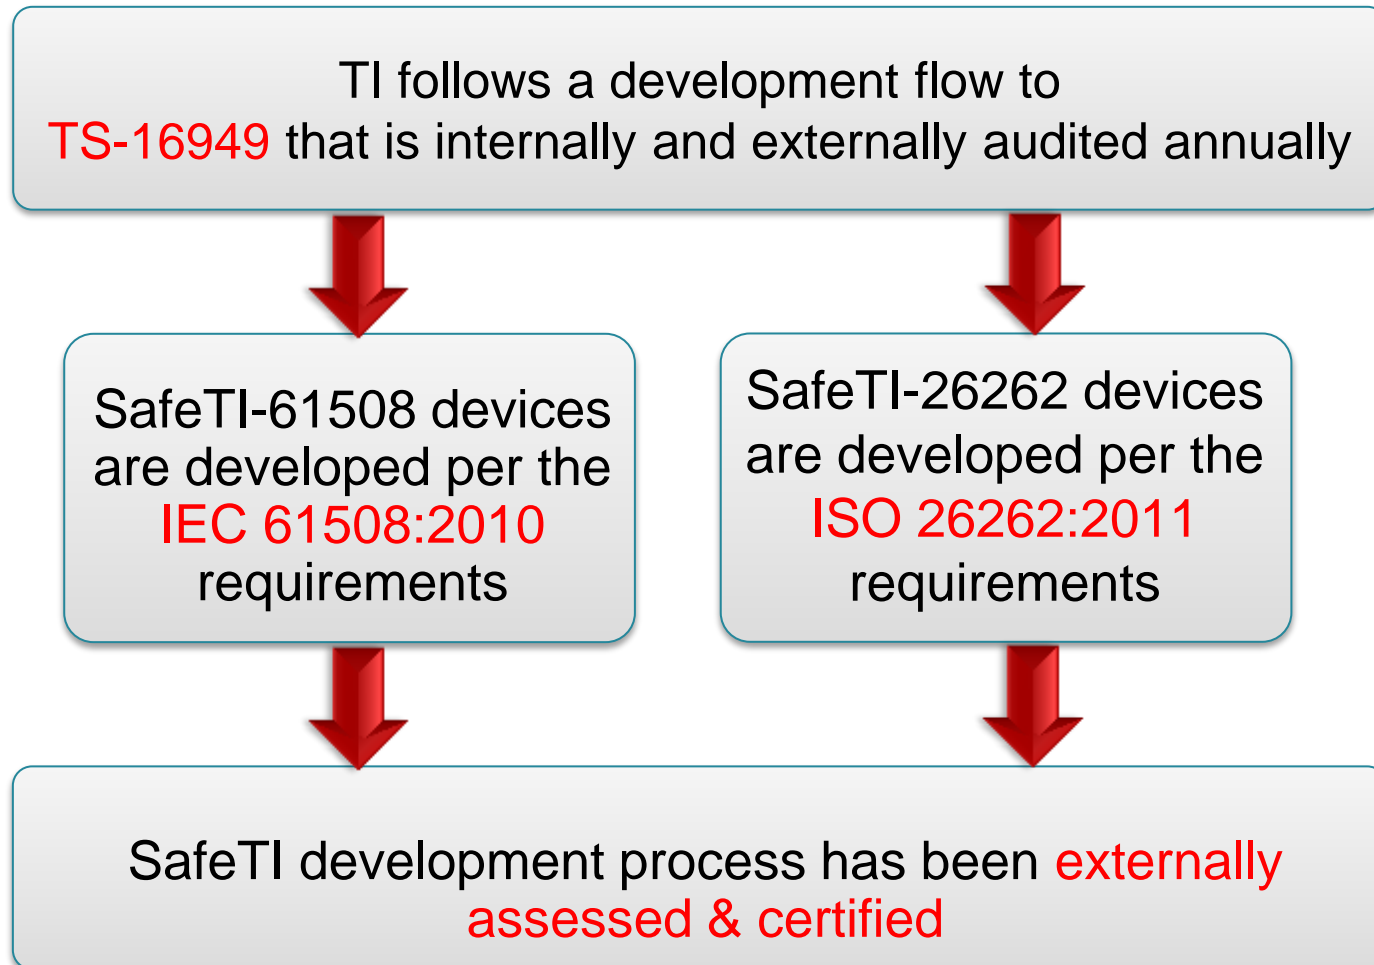 TI follows a development flow to
TS-16949 that is internally and externally audited annually
SafeTI-61508 devices
are developed per the
IEC 61508:2010
requirements
SafeTI-26262 devices
are developed per the
ISO 26262:2011
requirements
SafeTI development process has been externally
assessed & certified